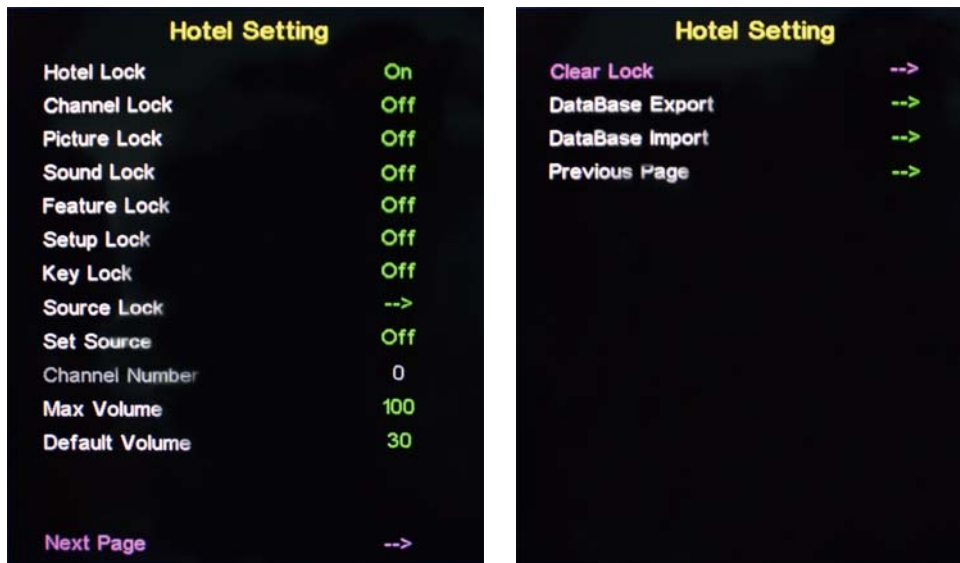 Hotel Setting
Hotel Lock On
Channel Lock Off
Picture Lock Off
Sound Lock Off
Feature Lock Off
Setup Lock Off
Key Lock Off
Source Lock -->
Set Source Off
Channel Number 0
Max Volume 100
Default Volume 30
Next Page -->
Hotel Setting
Clear Lock -->
DataBase Export -->
DataBase Import -->
Previous Page -->